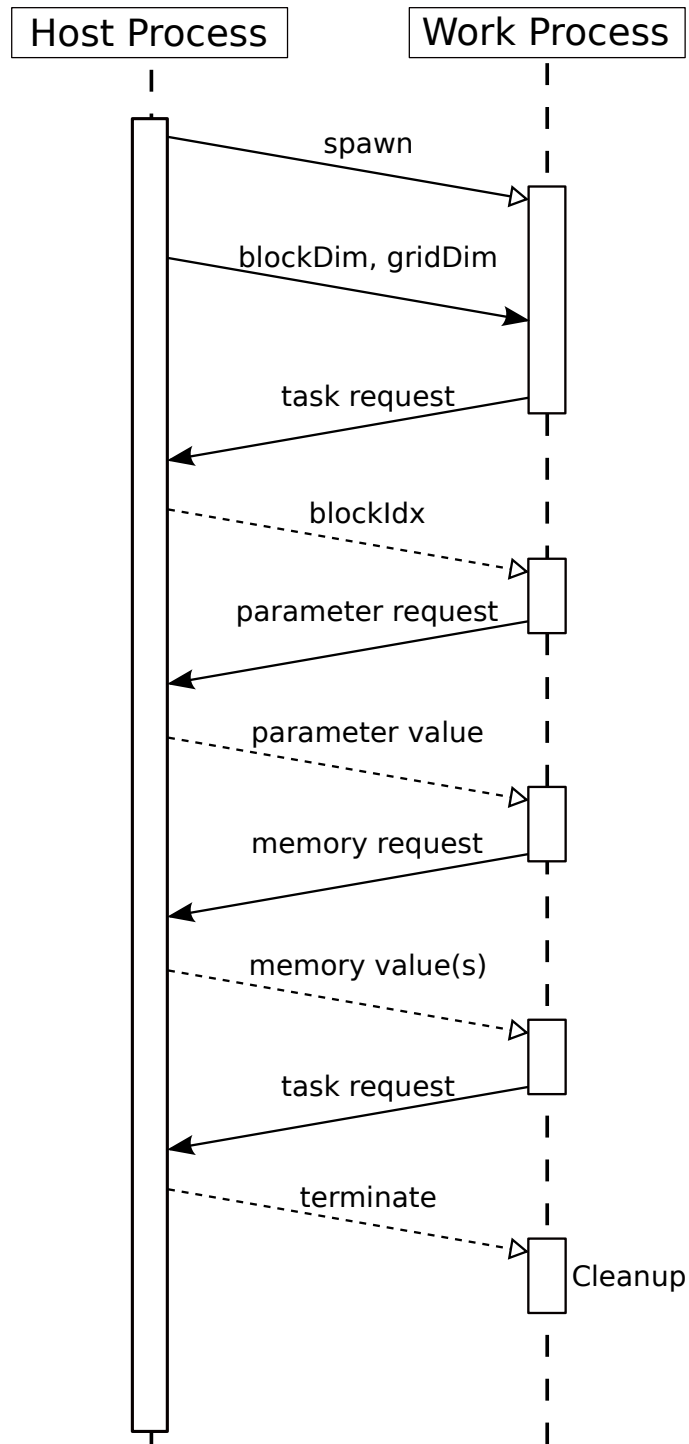 Host Process
Work Process
spawn
blockDim, gridDim
task request
blockIdx
parameter request
parameter value
memory request
memory value(s)
task request
terminate
Cleanup